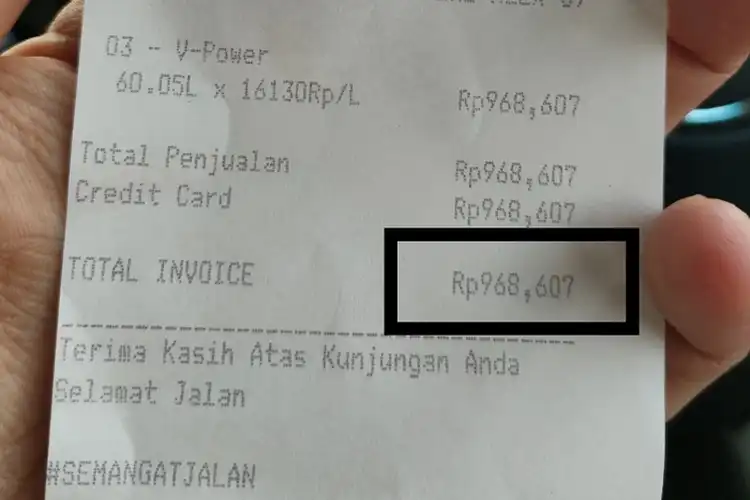 03 - V-Power
60.05L x 16130Rp/L Rp968,607
Total Penjualan Rp968,607
Credit Card Rp968,607
TOTAL INVOICE Rp968,607
Terima Kasih Atas Kunjungan Anda
Selamat Jalan
#SEMANGATJALAN